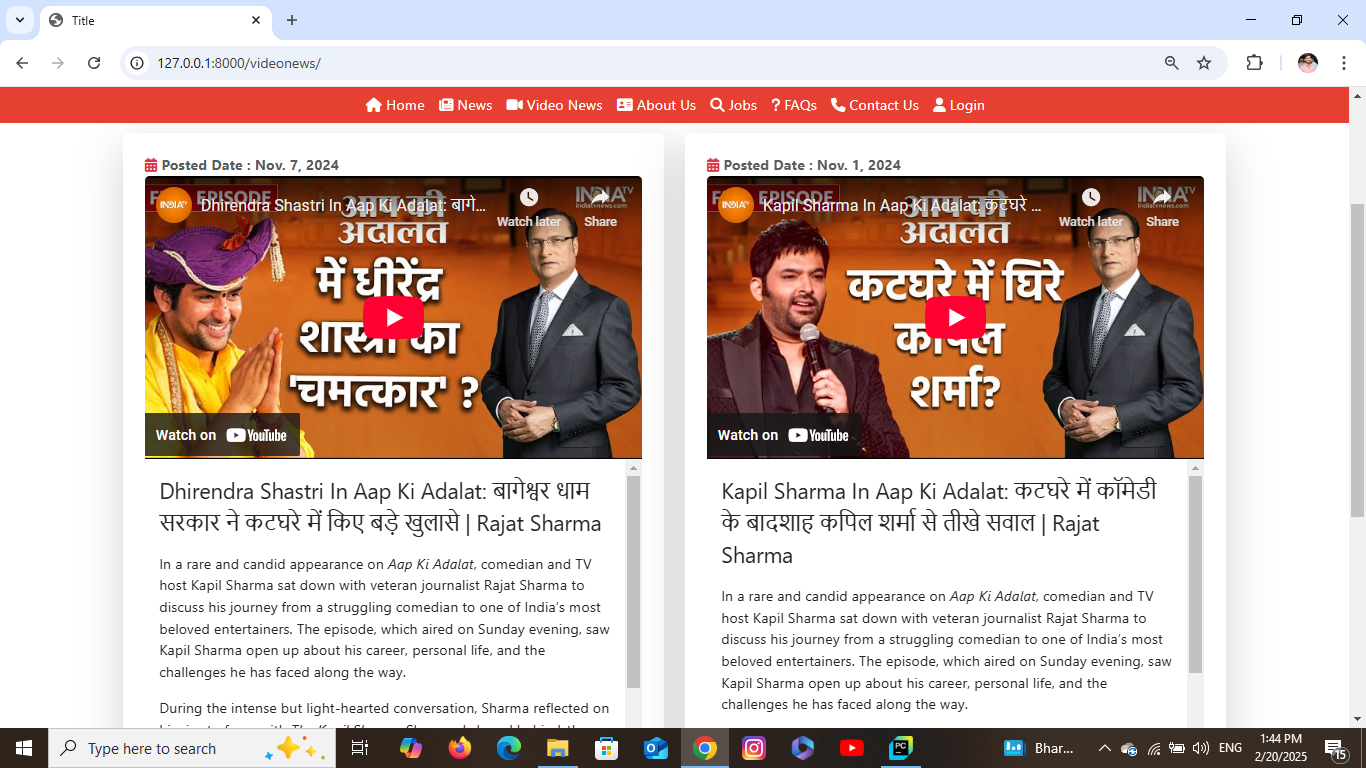 Title
127.0.0.1:8000/videonews/
Home News Video News About Us Jobs FAQs Contact Us Login
Posted Date : Nov. 7, 2024
EPISODE
INDIA TV
Dhirendra Shastri In Aap Ki Adalat: बागे...
Watch later
Share
INDIA TV
indiatvnews.com
आपकी
अदालत
में धीरेंद्र
शास्त्री का
'चमत्कार' ?
Watch on YouTube
Dhirendra Shastri In Aap Ki Adalat: बागेश्वर धाम
सरकार ने कटघरे में किए बड़े खुलासे | Rajat Sharma
In a rare and candid appearance on Aap Ki Adalat, comedian and TV
host Kapil Sharma sat down with veteran journalist Rajat Sharma to
discuss his journey from a struggling comedian to one of India's most
beloved entertainers. The episode, which aired on Sunday evening, saw
Kapil Sharma open up about his career, personal life, and the
challenges he has faced along the way.
During the intense but light-hearted conversation, Sharma reflected on
Posted Date : Nov. 1, 2024
EPISODE
INDIA TV
Kapil Sharma In Aap Ki Adalat: कटघरे ...
Watch later
Share
INDIA TV
indiatvnews.com
आपकी
अदालत
कटघरे में घिरे
कपिल
शर्मा?
Watch on YouTube
Kapil Sharma In Aap Ki Adalat: कटघरे में कॉमेडी
के बादशाह कपिल शर्मा से तीखे सवाल | Rajat
Sharma
In a rare and candid appearance on Aap Ki Adalat, comedian and TV
host Kapil Sharma sat down with veteran journalist Rajat Sharma to
discuss his journey from a struggling comedian to one of India's most
beloved entertainers. The episode, which aired on Sunday evening, saw
Kapil Sharma open up about his career, personal life, and the
challenges he has faced along the way.
Type here to search
PC
Bhar...
ENG
1:44 PM
2/20/2025
15